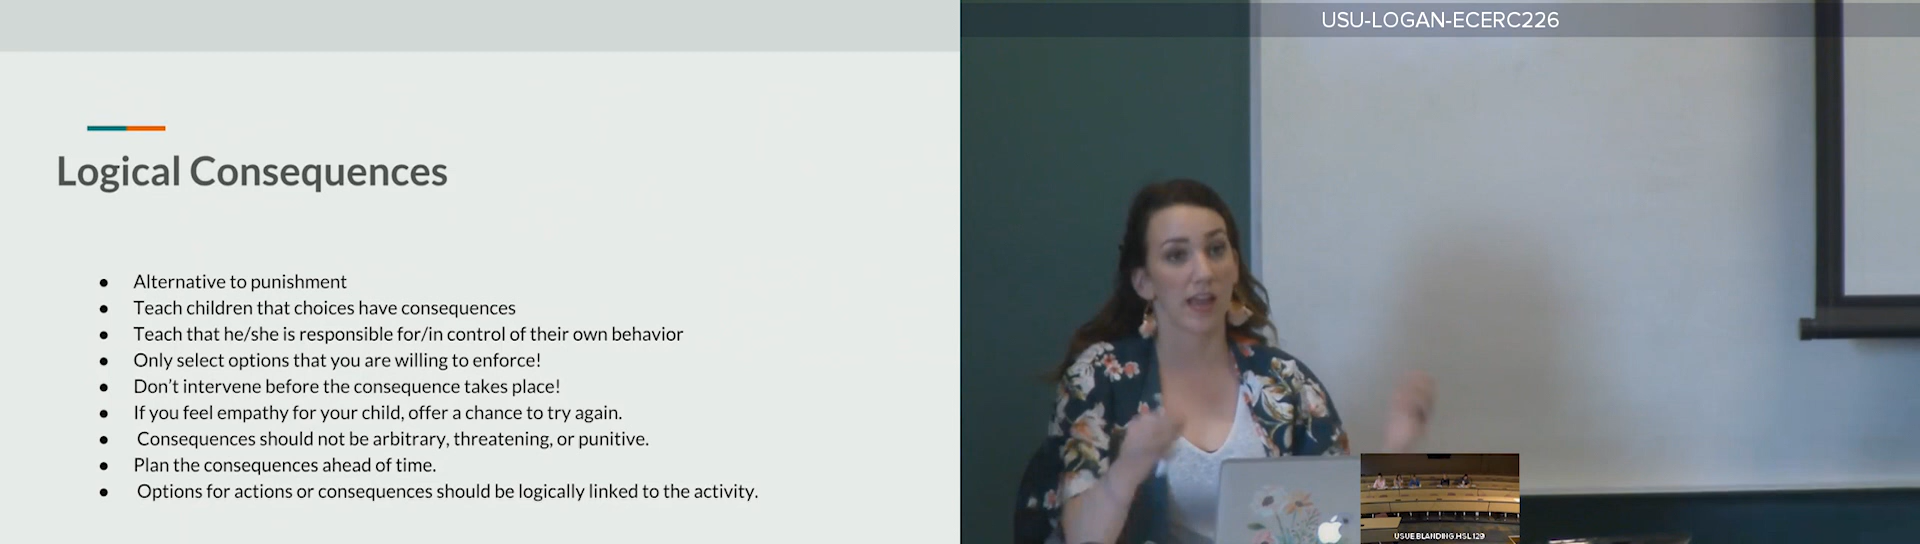 USU-LOGAN-ECERC226
Logical Consequences
● Alternative to punishment
● Teach children that choices have consequences
● Teach that he/she is responsible for/in control of their own behavior
● Only select options that you are willing to enforce!
● Don't intervene before the consequence takes place!
● If you feel empathy for your child, offer a chance to try again.
● Consequences should not be arbitrary, threatening, or punitive.
● Plan the consequences ahead of time.
● Options for actions or consequences should be logically linked to the activity.
USUE BLANDING HSL 129